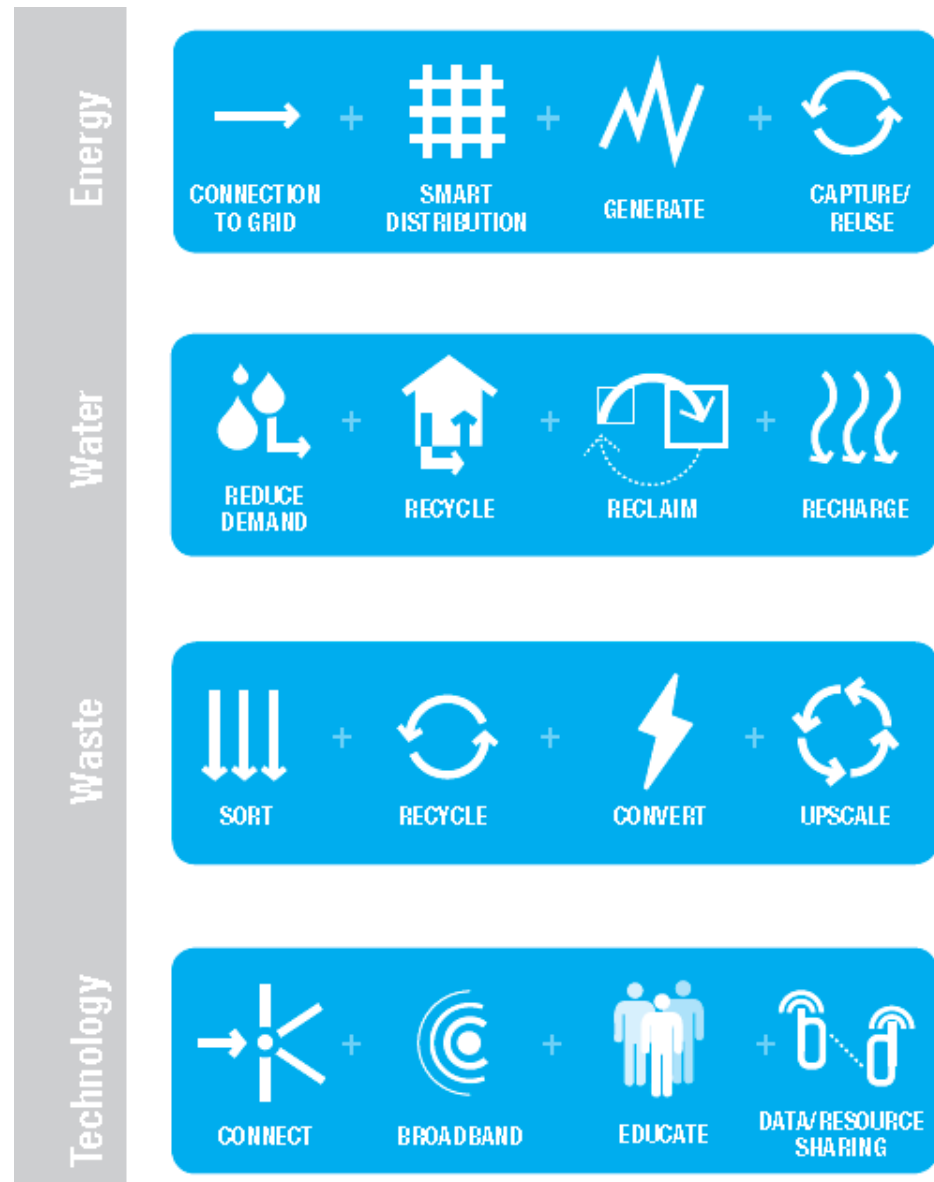 Energy
CONNECTION
TO GRID
+
SMART
DISTRIBUTION
+
GENERATE
+
CAPTURE/
REUSE
Water
REDUCE
DEMAND
+
RECYCLE
+
RECLAIM
+
RECHARGE
Waste
SORT
+
RECYCLE
+
CONVERT
+
UPSCALE
Technology
CONNECT
+
BROADBAND
+
EDUCATE
+
DATA/RESOURCE
SHARING